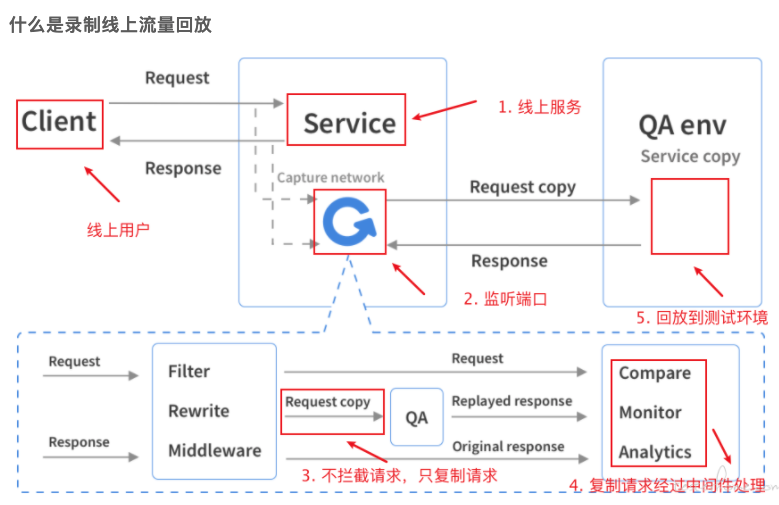 什么是录制线上流量回放
Request
Client
Service
1. 线上服务
QA env
Service copy
Response
Capture network
Request copy
线上用户
Response
2. 监听端口
5. 回放到测试环境
Request
Filter
Request
Compare
Request copy
Replayed response
Rewrite
QA
Monitor
Response
Middleware
Original response
Analytics
3. 不拦截请求，只复制请求
4. 复制请求经过中间件处理